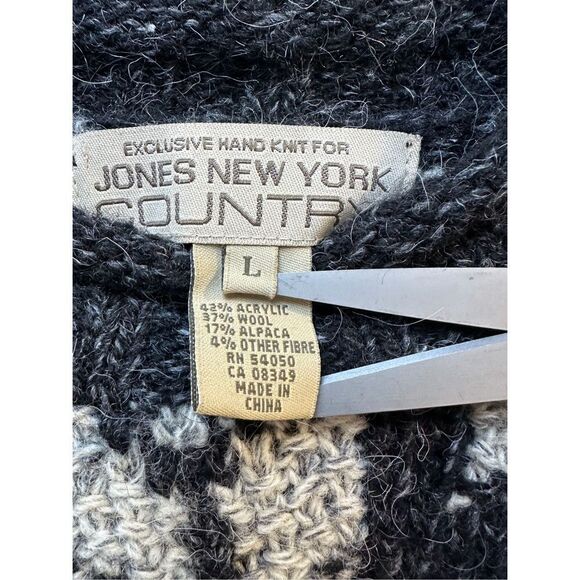 EXCLUSIVE HAND KNIT FOR
JONES NEW YORK
COUNTRY
L
42% ACRYLIC
37% WOOL
17% ALPACA
4% OTHER FIBRE
RN 54050
CA 08349
MADE IN
CHINA